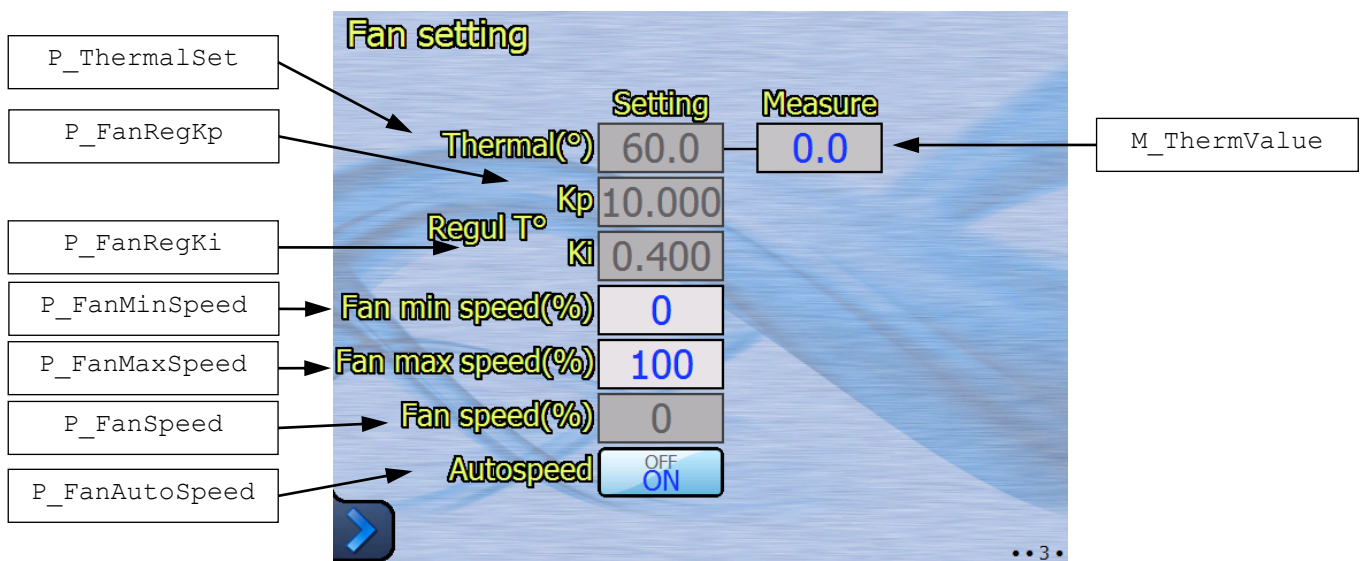 Fan setting
P_ThermalSet
Setting Measure
P_FanRegKp
Thermal(°) 60.0 0.0
M_ThermValue
Kp 10.000
Regul T°
P_FanRegKi
Ki 0.400
P_FanMinSpeed
Fan min speed(%) 0
P_FanMaxSpeed
Fan max speed(%) 100
P_FanSpeed
Fan speed(%) 0
P_FanAutoSpeed
Autospeed OFF
ON
••3•